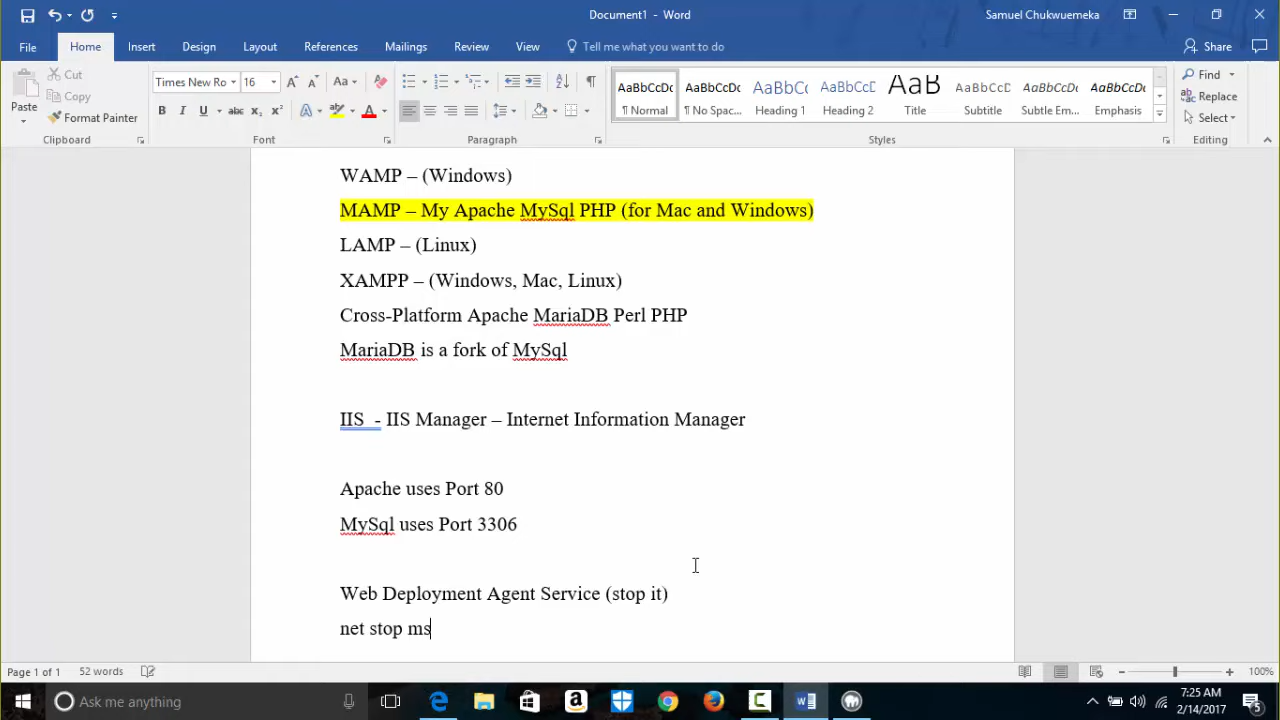 Document1 - Word
Samuel Chukwuemeka
File Home Insert Design Layout References Mailings Review View Tell me what you want to do Share
Paste
Cut
Copy
Format Painter
Times New Ro 16
Aa
B I U abc x₂ x² A A
AaBbCcDc AaBbCcDc AaBbCc AaBbCcC AaB AaBbCcD AaBbCcDc AaBbCcDc
¶ Normal ¶ No Spac... Heading 1 Heading 2 Title Subtitle Subtle Em... Emphasis
Find
Replace
Select
Clipboard Font Paragraph Styles Editing
WAMP – (Windows)
MAMP – My Apache MySql PHP (for Mac and Windows)
LAMP – (Linux)
XAMPP – (Windows, Mac, Linux)
Cross-Platform Apache MariaDB Perl PHP
MariaDB is a fork of MySql
IIS - IIS Manager – Internet Information Manager
Apache uses Port 80
MySql uses Port 3306
Web Deployment Agent Service (stop it)
net stop ms
Page 1 of 1 52 words 100%
Ask me anything
7:25 AM
2/14/2017
5